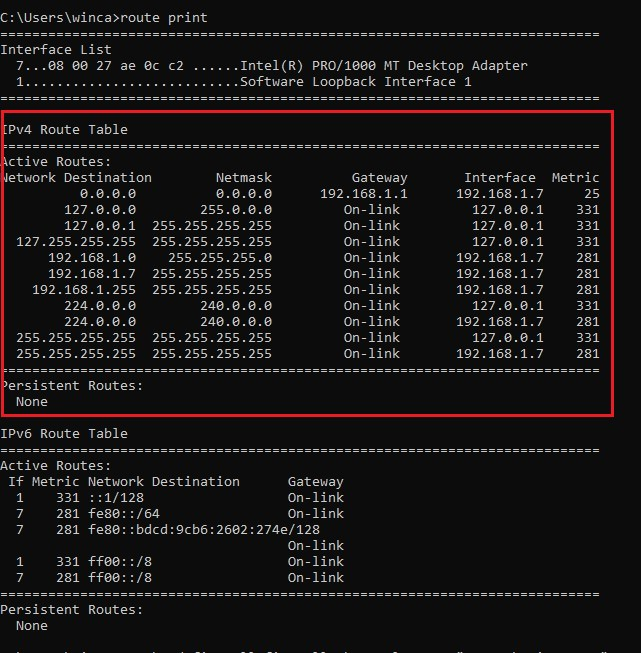 C:\Users\winca>route print
===========================================================================
Interface List
  7...08 00 27 ae 0c c2 ......Intel(R) PRO/1000 MT Desktop Adapter
  1...........................Software Loopback Interface 1
===========================================================================
IPv4 Route Table
===========================================================================
Active Routes:
Network Destination        Netmask          Gateway       Interface  Metric
          0.0.0.0          0.0.0.0      192.168.1.1      192.168.1.7     25
        127.0.0.0        255.0.0.0         On-link         127.0.0.1    331
        127.0.0.1  255.255.255.255         On-link         127.0.0.1    331
  127.255.255.255  255.255.255.255         On-link         127.0.0.1    331
      192.168.1.0    255.255.255.0         On-link       192.168.1.7    281
      192.168.1.7  255.255.255.255         On-link       192.168.1.7    281
    192.168.1.255  255.255.255.255         On-link       192.168.1.7    281
        224.0.0.0        240.0.0.0         On-link         127.0.0.1    331
        224.0.0.0        240.0.0.0         On-link       192.168.1.7    281
  255.255.255.255  255.255.255.255         On-link         127.0.0.1    331
  255.255.255.255  255.255.255.255         On-link       192.168.1.7    281
===========================================================================
Persistent Routes:
  None
IPv6 Route Table
===========================================================================
Active Routes:
 If Metric Network Destination      Gateway
  1    331 ::1/128                  On-link
  7    281 fe80::/64                On-link
  7    281 fe80::bdcd:9cb6:2602:274e/128
                                    On-link
  1    331 ff00::/8                 On-link
  7    281 ff00::/8                 On-link
===========================================================================
Persistent Routes:
  None